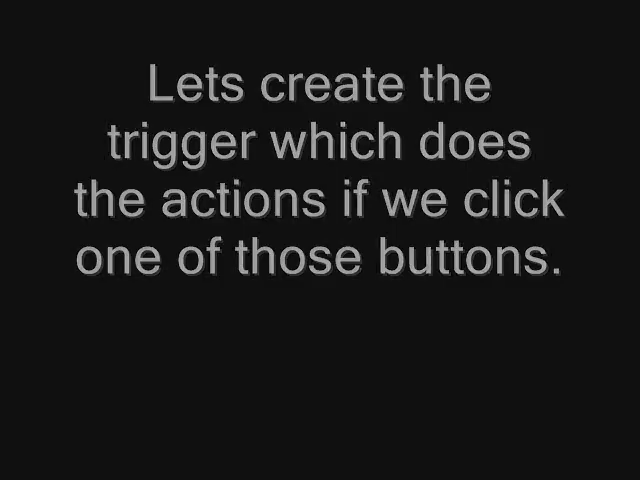 Lets create the
trigger which does
the actions if we click
one of those buttons.